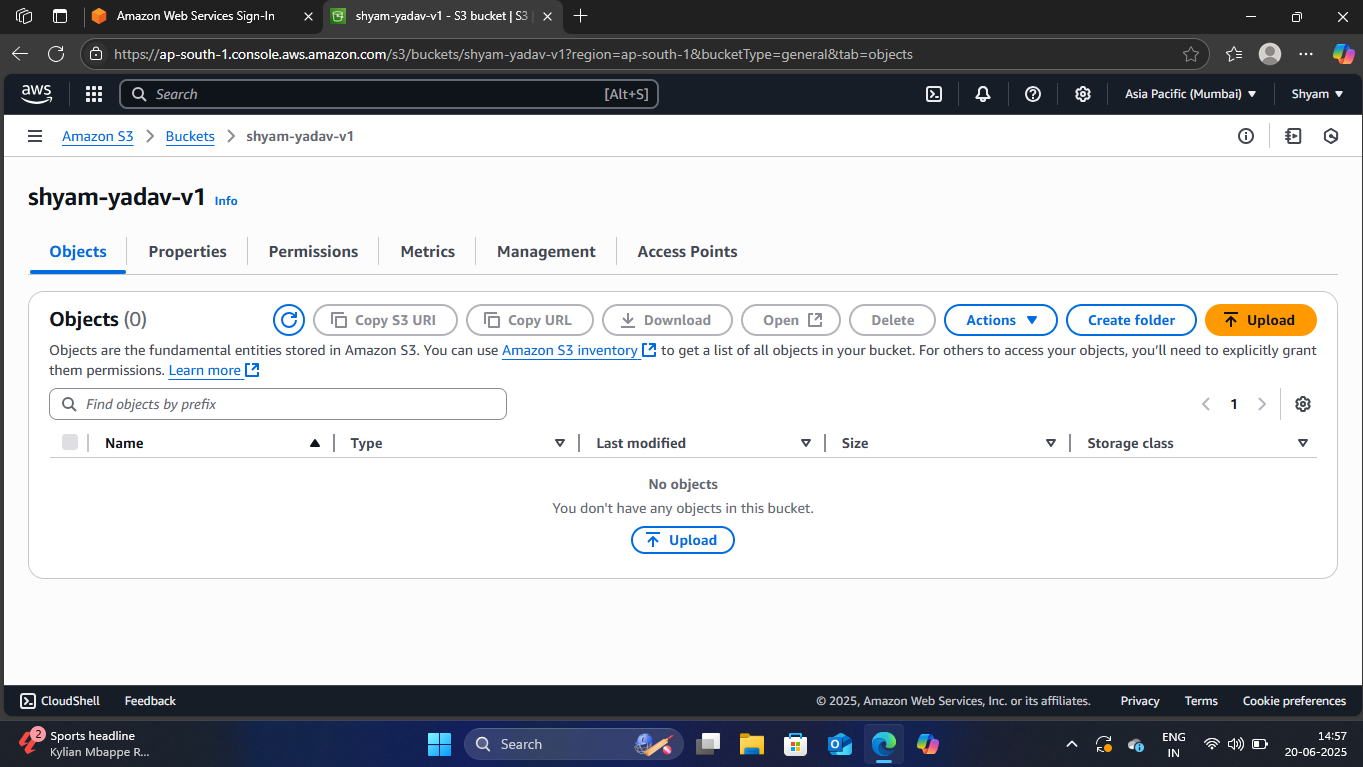 Amazon Web Services Sign-In
shyam-yadav-v1 - S3 bucket | S3
https://ap-south-1.console.aws.amazon.com/s3/buckets/shyam-yadav-v1?region=ap-south-1&bucketType=general&tab=objects
aws
Search [Alt+S]
Asia Pacific (Mumbai)
Shyam
Amazon S3 > Buckets > shyam-yadav-v1
shyam-yadav-v1 Info
Objects Properties Permissions Metrics Management Access Points
Objects (0)
Copy S3 URI Copy URL Download Open Delete Actions Create folder Upload
Objects are the fundamental entities stored in Amazon S3. You can use Amazon S3 inventory to get a list of all objects in your bucket. For others to access your objects, you’ll need to explicitly grant
them permissions. Learn more
Find objects by prefix
1
Name Type Last modified Size Storage class
No objects
You don't have any objects in this bucket.
Upload
CloudShell Feedback © 2025, Amazon Web Services, Inc. or its affiliates. Privacy Terms Cookie preferences
2
Sports headline
Kylian Mbappe R...
Search
ENG
IN
14:57
20-06-2025